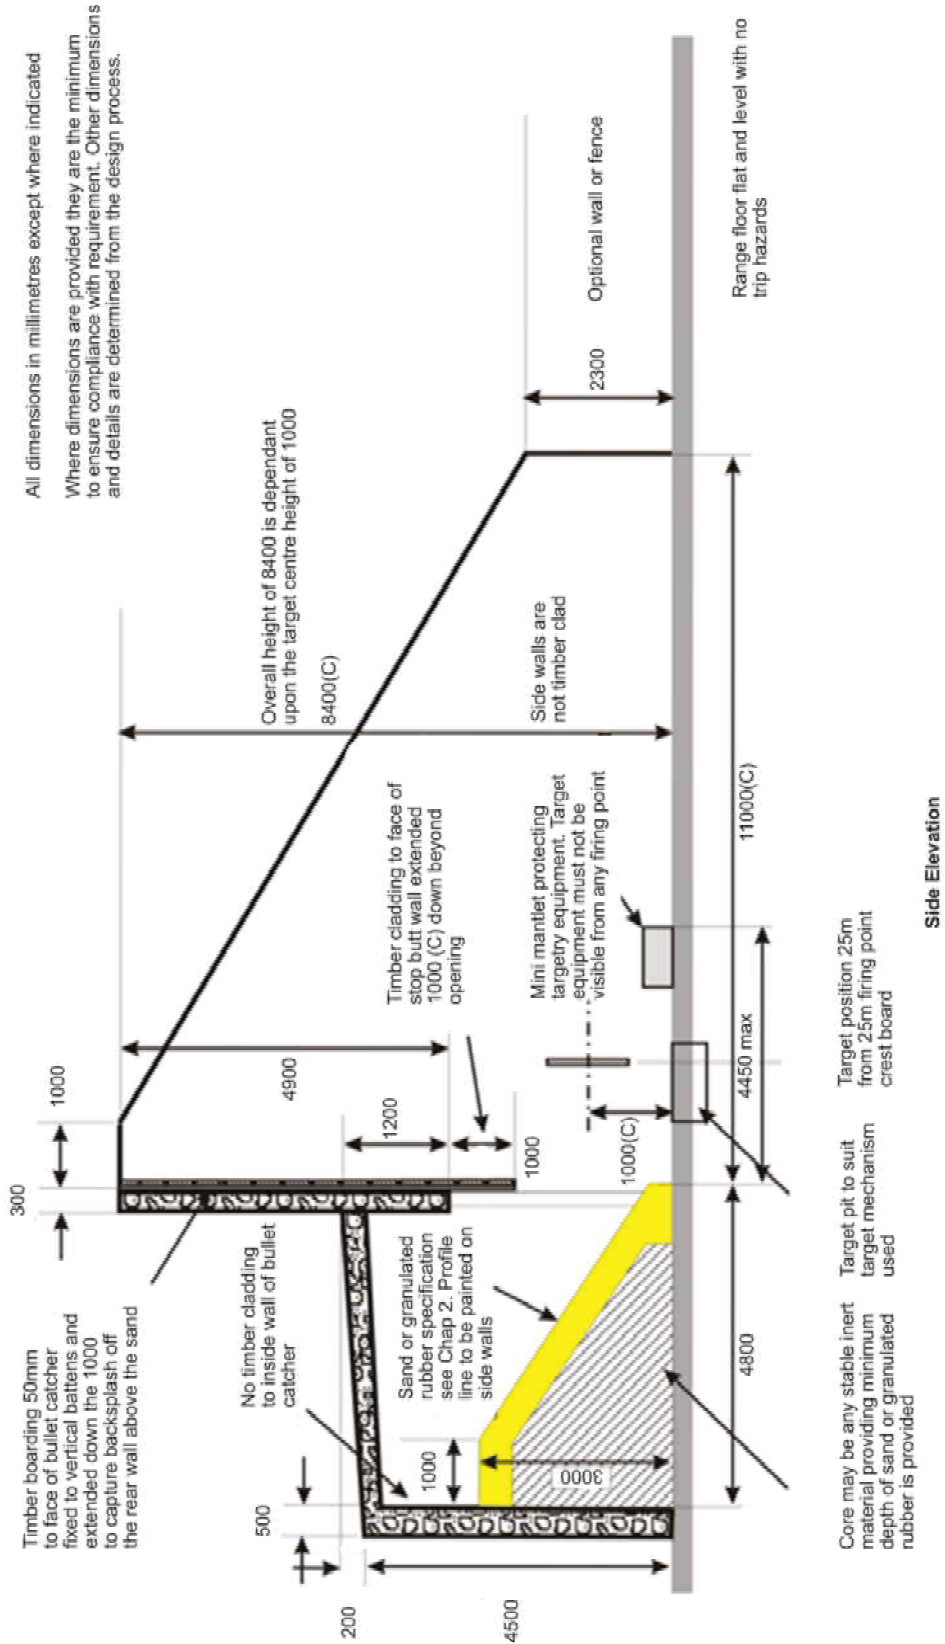 All dimensions in millimetres except where indicated
Where dimensions are provided they are the minimum
to ensure compliance with requirement. Other dimensions
and details are determined from the design process.
Timber boarding 50mm
to face of bullet catcher
fixed to vertical battens and
extended down the 1000
to capture backsplash off
the rear wall above the sand
300
1000
Overall height of 8400 is dependant
upon the target centre height of 1000
8400(C)
4900
1200
1000
Timber cladding to face of
stop butt wall extended
1000 (C) down beyond
opening
No timber cladding
to inside wall of bullet
catcher
500
200
4500
Sand or granulated
rubber specification
see Chap 2. Profile
line to be painted on
side walls
1000
3000
Mini mantlet protecting
targetry equipment. Target
equipment must not be
visible from any firing point
1000(C)
Side walls are
not timber clad
2300
Optional wall or fence
4800
4450 max
11000(C)
Range floor flat and level with no
trip hazards
Core may be any stable inert
material providing minimum
depth of sand or granulated
rubber is provided
Target pit to suit
target mechanism
used
Target position 25m
from 25m firing point
crest board
Side Elevation